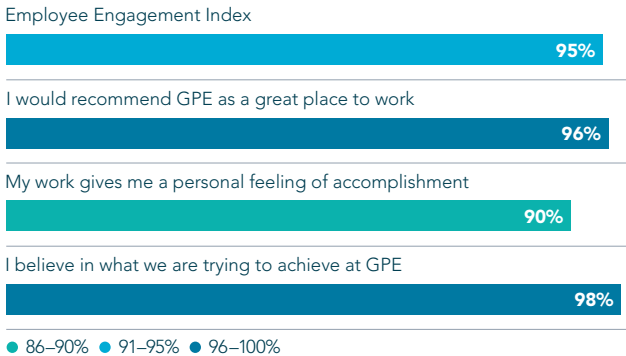 Employee Engagement Index
95%
I would recommend GPE as a great place to work
96%
My work gives me a personal feeling of accomplishment
90%
I believe in what we are trying to achieve at GPE
98%
86–90% 91–95% 96–100%